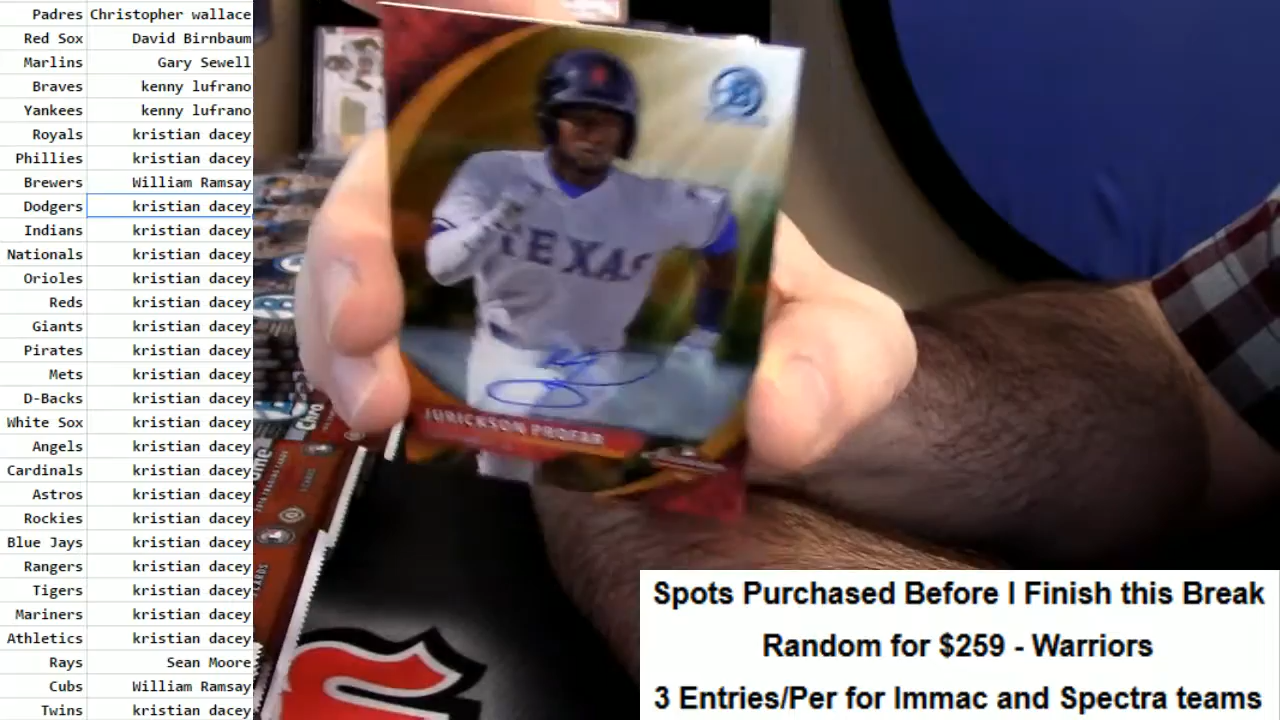 Padres Christopher wallace
Red Sox David Birnbaum
Marlins Gary Sewell
Braves kenny lufrano
Yankees kenny lufrano
Royals kristian dacey
Phillies kristian dacey
Brewers William Ramsay
Dodgers kristian dacey
Indians kristian dacey
Nationals kristian dacey
Orioles kristian dacey
Reds kristian dacey
Giants kristian dacey
Pirates kristian dacey
Mets kristian dacey
D-Backs kristian dacey
White Sox kristian dacey
Angels kristian dacey
Cardinals kristian dacey
Astros kristian dacey
Rockies kristian dacey
Blue Jays kristian dacey
Rangers kristian dacey
Tigers kristian dacey
Mariners kristian dacey
Athletics kristian dacey
Rays Sean Moore
Cubs William Ramsay
Twins kristian dacey
TEXAS
JURICKSON PROFAR
Spots Purchased Before I Finish this Break
Random for $259 - Warriors
3 Entries/Per for Immac and Spectra teams